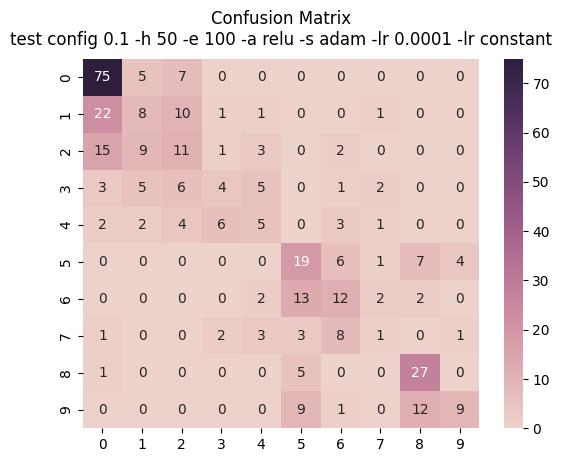 Confusion Matrix
test config 0.1 -h 50 -e 100 -a relu -s adam -lr 0.0001 -lr constant
0 75 5 7 0 0 0 0 0 0 0
1 22 8 10 1 1 0 0 1 0 0
2 15 9 11 1 3 0 2 0 0 0
3 3 5 6 4 5 0 1 2 0 0
4 2 2 4 6 5 0 3 1 0 0
5 0 0 0 0 0 19 6 1 7 4
6 0 0 0 0 2 13 12 2 2 0
7 1 0 0 2 3 3 8 1 0 1
8 1 0 0 0 0 5 0 0 27 0
9 0 0 0 0 0 9 1 0 12 9
0 1 2 3 4 5 6 7 8 9
70
60
50
40
30
20
10
0